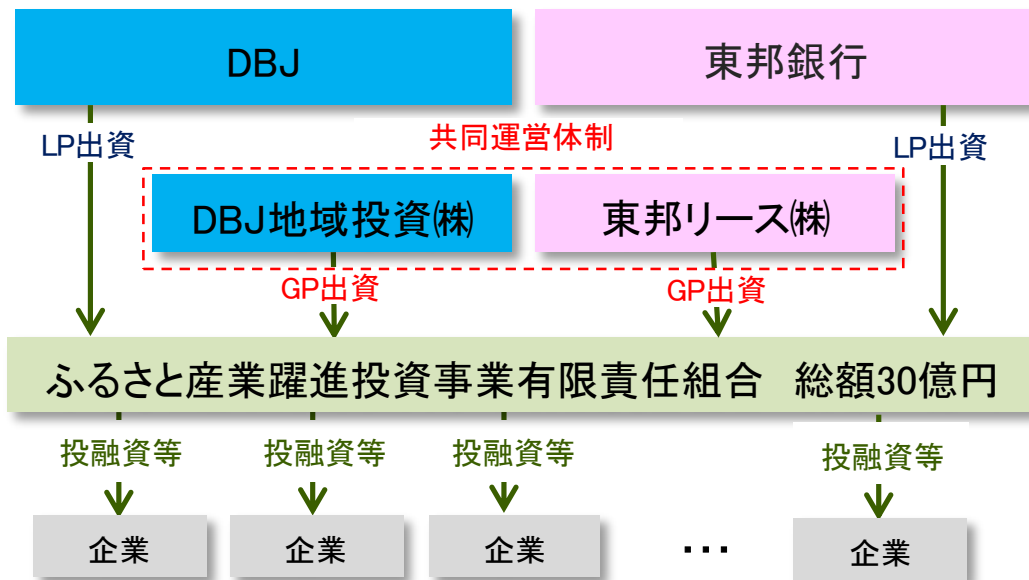 DBJ
東邦銀行
LP出資
共同運営体制
LP出資
DBJ地域投資㈱
東邦リース㈱
GP出資
GP出資
ふるさと産業躍進投資事業有限責任組合 総額30億円
投融資等
投融資等
投融資等
投融資等
企業
企業
企業
…
企業